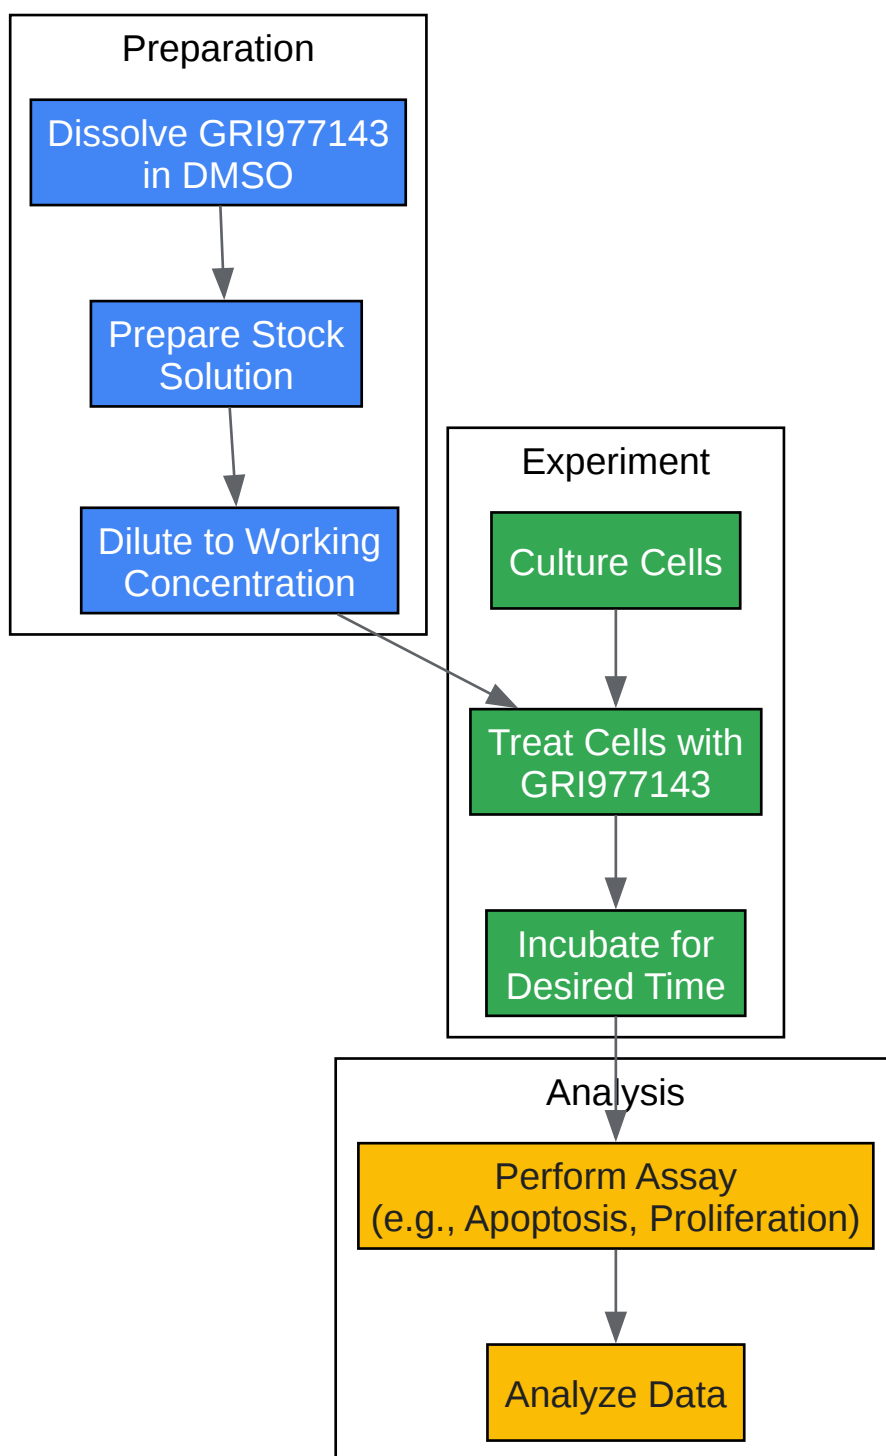 Preparation
Dissolve GRI977143
in DMSO
Prepare Stock
Solution
Dilute to Working
Concentration
Experiment
Culture Cells
Treat Cells with
GRI977143
Incubate for
Desired Time
Analysis
Perform Assay
(e.g., Apoptosis, Proliferation)
Analyze Data